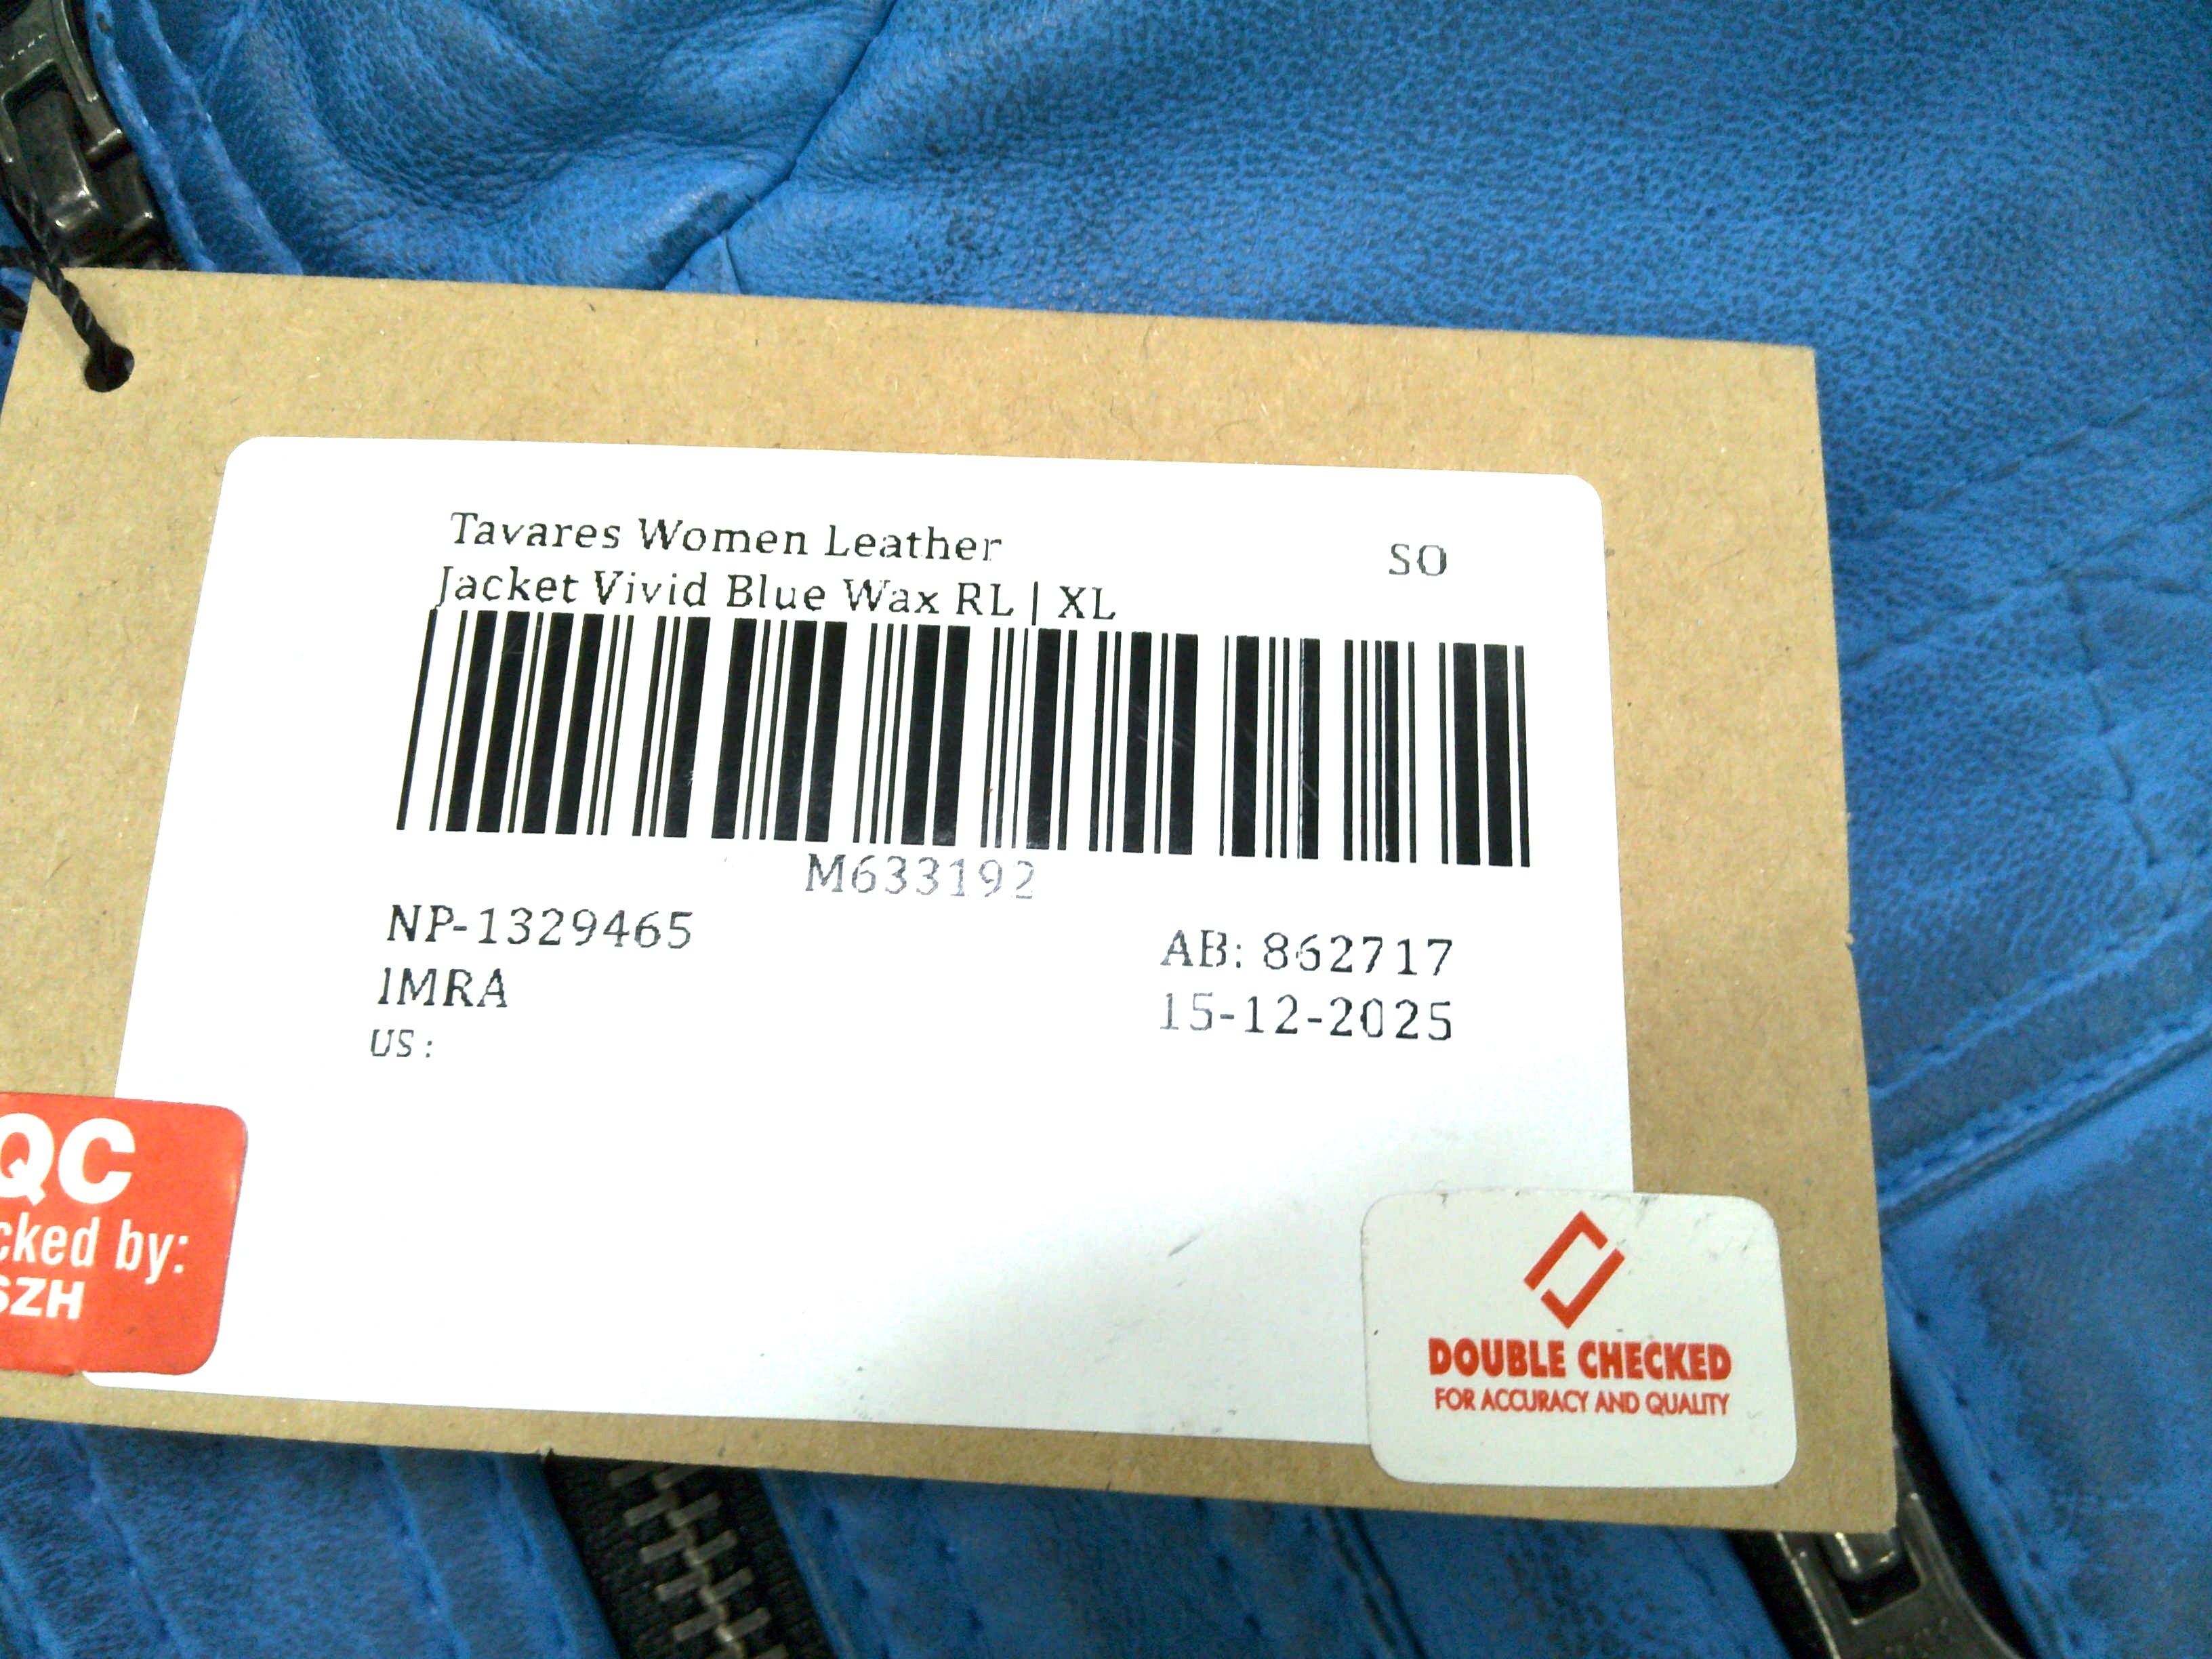 Tavares Women Leather
SO
Jacket Vivid Blue Wax RL | XL
M633192
NP-1329465
AB: 862717
IMRA
15-12-2025
US :
QC
cked by:
SZH
DOUBLE CHECKED
FOR ACCURACY AND QUALITY